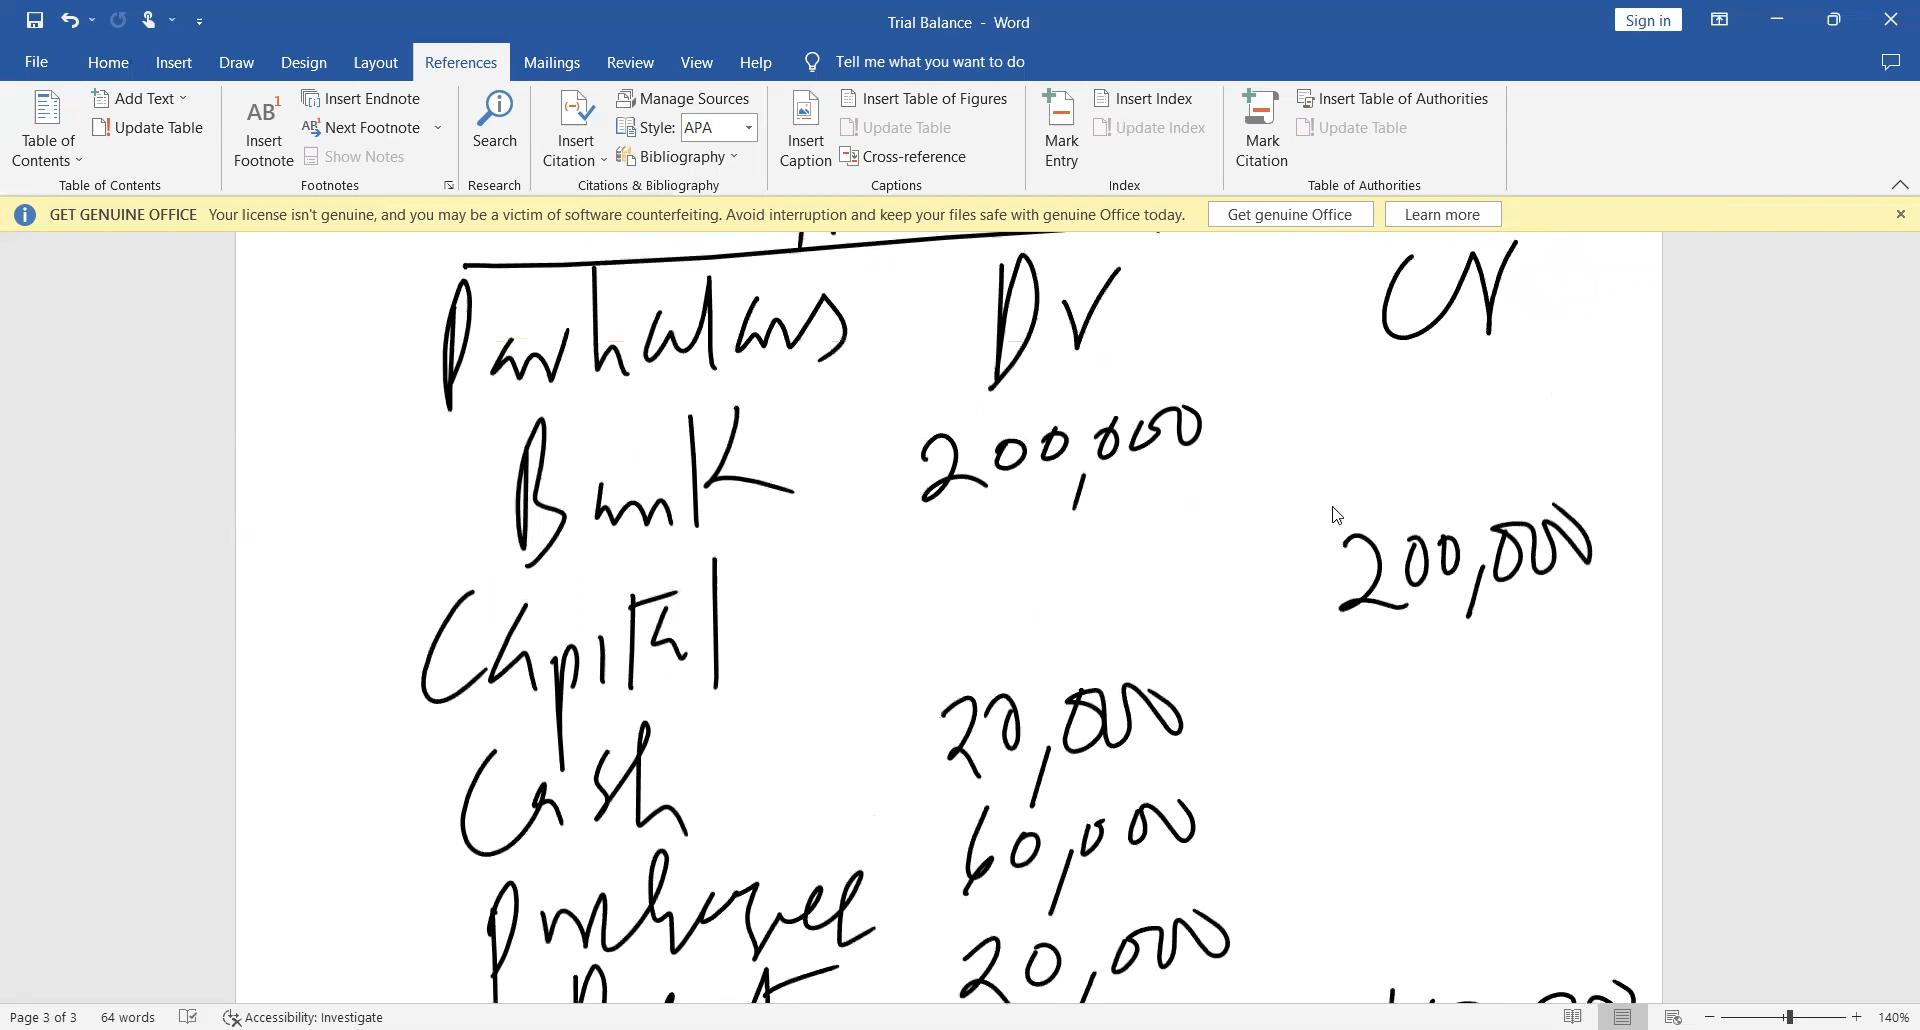 Trial Balance - Word
Sign in
File Home Insert Draw Design Layout References Mailings Review View Help Tell me what you want to do
Table of Contents
Add Text
Update Table
Table of Contents
AB1 Insert Footnote
Insert Endnote
Next Footnote
Show Notes
Footnotes
Search
Research
Insert Citation
Manage Sources
Style: APA
Bibliography
Citations & Bibliography
Insert Caption
Insert Table of Figures
Update Table
Cross-reference
Captions
Mark Entry
Insert Index
Update Index
Index
Mark Citation
Insert Table of Authorities
Update Table
Table of Authorities
GET GENUINE OFFICE Your license isn't genuine, and you may be a victim of software counterfeiting. Avoid interruption and keep your files safe with genuine Office today. Get genuine Office Learn more
Dr Cr
Bank 200,000
Capital 200,000
Cash 20,000
60,000
20,000
Page 3 of 3 64 words Accessibility: Investigate 140%